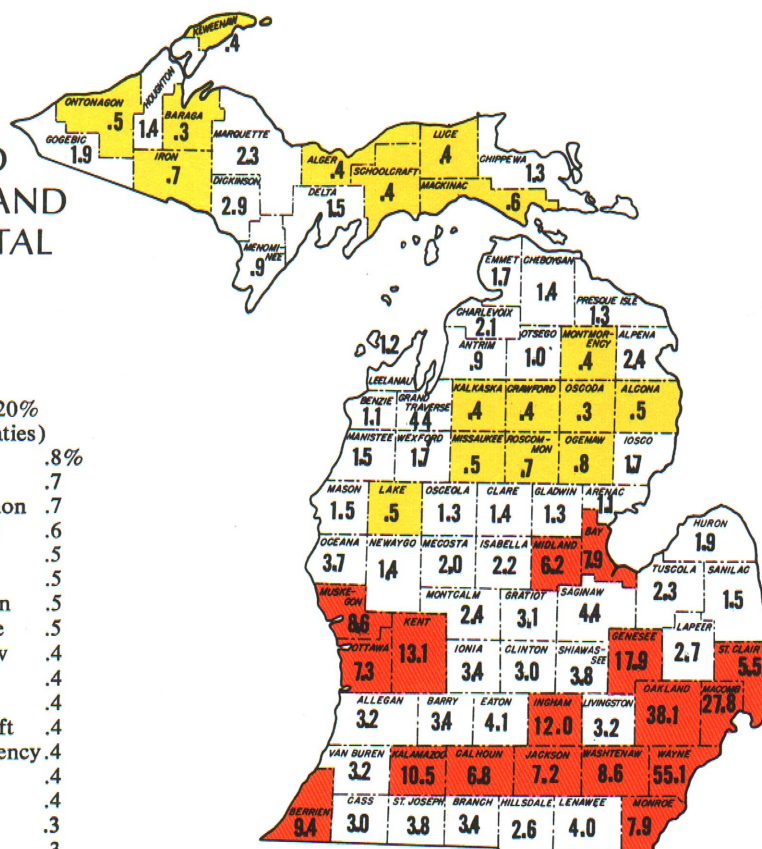 D
AND
TAL
20%
ties)
.8%
.7
on .7
.6
.5
.5
n .5
e .5
v .4
.4
.4
ft .4
ency .4
.4
.4
.3
.3
KEWEENAW
.4
HOUGHTON
1.4
ONTONAGON
.5
BARAGA
.3
GOGEBIC
1.9
IRON
.7
MARQUETTE
2.3
DICKINSON
2.9
MENOMI-
NEE
.9
DELTA
1.5
ALGER
.4
SCHOOLCRAFT
.4
LUCE
.4
CHIPPEWA
1.3
MACKINAC
.6
EMMET
1.7
CHEBOYGAN
1.4
PRESQUE ISLE
1.3
CHARLEVOIX
2.1
ANTRIM
.9
OTSEGO
1.0
MONTMOR-
ENCY
.4
ALPENA
2.4
1.2
LEELANAU
BENZIE
1.1
GRAND
TRAVERSE
4.4
KALKASKA
.4
CRAWFORD
.4
OSCODA
.3
ALCONA
.5
MANISTEE
1.5
WEXFORD
1.7
MISSAUKEE
.5
ROSCOM-
MON
.7
OGEMAW
.8
IOSCO
1.7
MASON
1.5
LAKE
.5
OSCEOLA
1.3
CLARE
1.4
GLADWIN
1.3
ARENAC
1.1
OCEANA
3.7
NEWAYGO
1.4
MECOSTA
2.0
ISABELLA
2.2
MIDLAND
6.2
BAY
7.9
HURON
1.9
TUSCOLA
2.3
SANILAC
1.5
MUSKE-
GON
8.6
MONTCALM
2.4
GRATIOT
3.1
SAGINAW
4.4
KENT
13.1
OTTAWA
7.3
IONIA
3.4
CLINTON
3.0
SHIAWAS-
SEE
3.8
GENESEE
17.9
LAPEER
2.7
ST. CLAIR
5.5
ALLEGAN
3.2
BARRY
3.4
EATON
4.1
INGHAM
12.0
LIVINGSTON
3.2
OAKLAND
38.1
MACOMB
27.8
VAN BUREN
3.2
KALAMAZOO
10.5
CALHOUN
6.8
JACKSON
7.2
WASHTENAW
8.6
WAYNE
55.1
BERRIEN
9.4
CASS
3.0
ST. JOSEPH
3.8
BRANCH
3.4
HILLSDALE
2.6
LENAWEE
4.0
MONROE
7.9